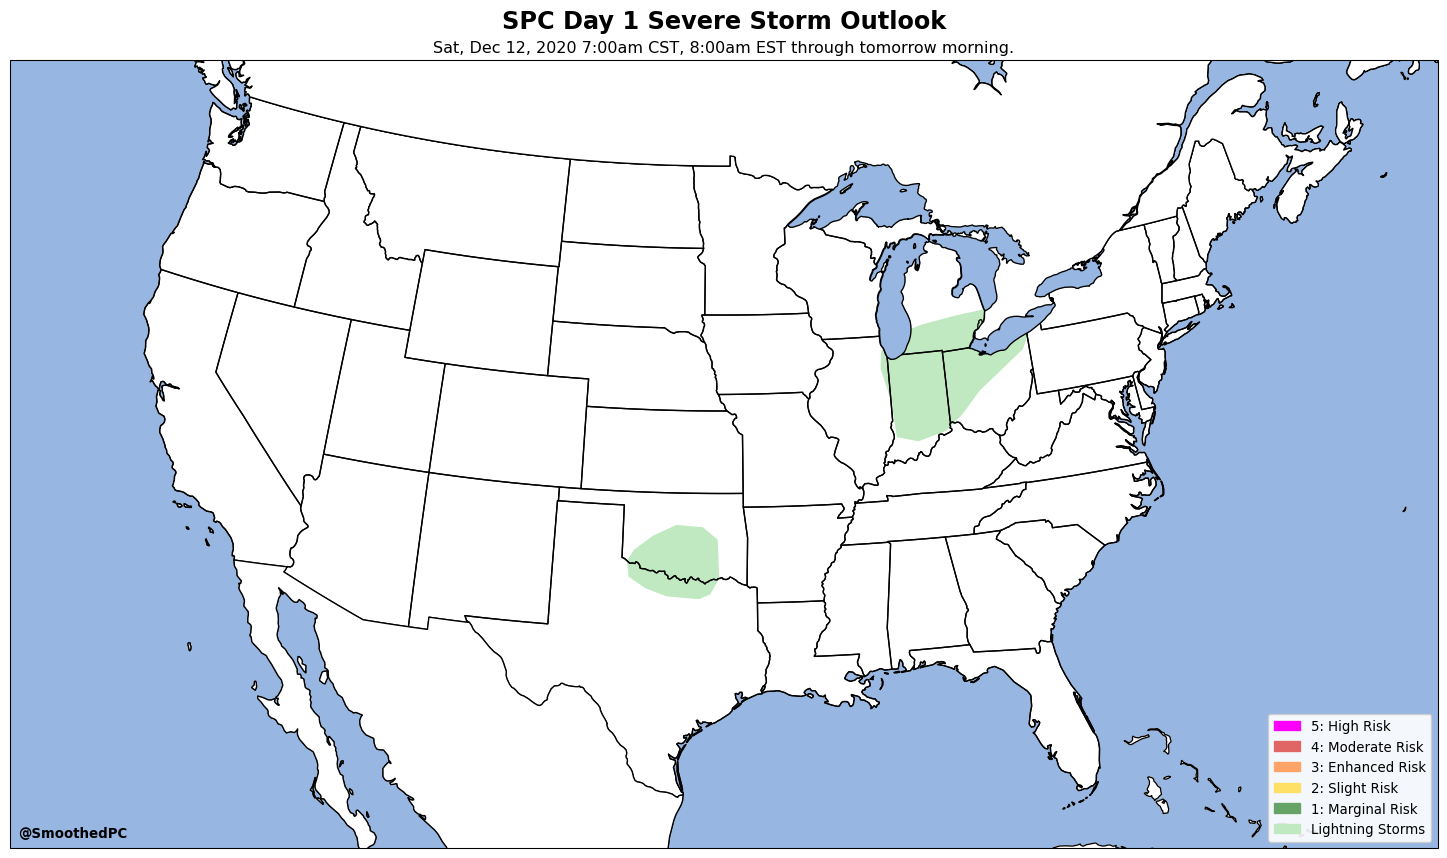 SPC Day 1 Severe Storm Outlook
Sat, Dec 12, 2020 7:00am CST, 8:00am EST through tomorrow morning.
5: High Risk
4: Moderate Risk
3: Enhanced Risk
2: Slight Risk
1: Marginal Risk
Lightning Storms
@SmoothedPC